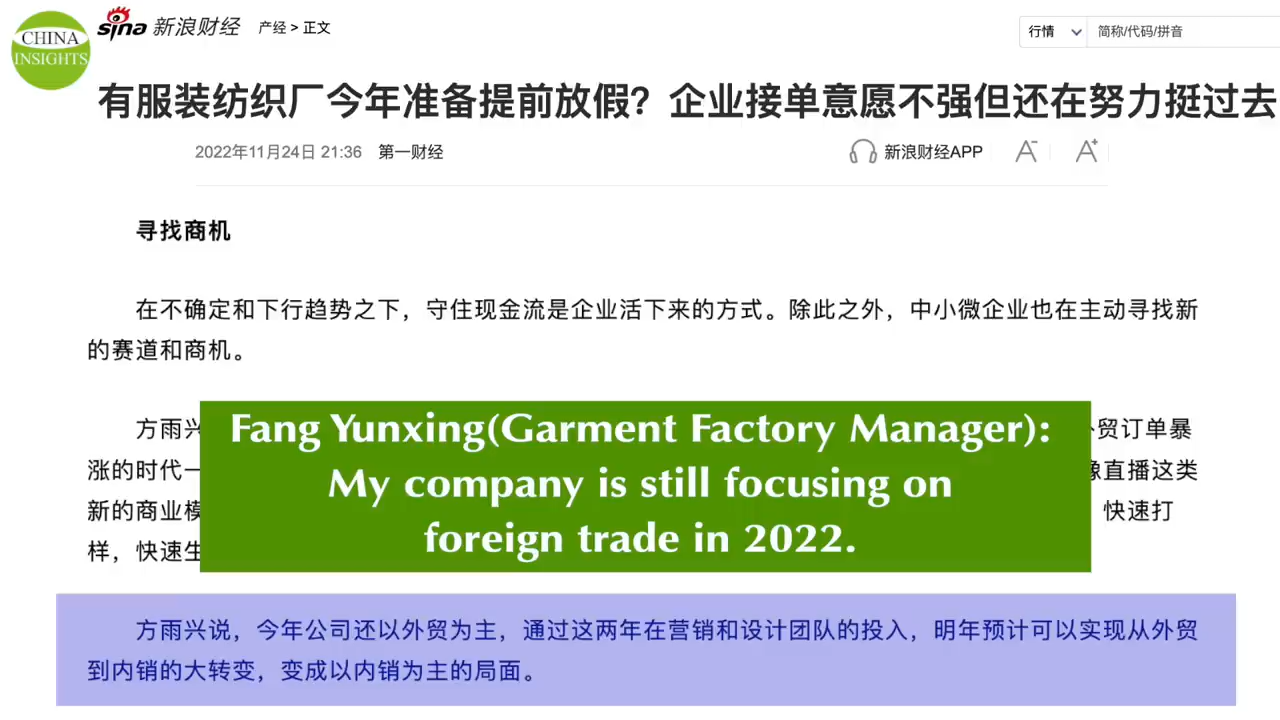 CHINA
INSIGHTS
sina 新浪财经 产经 > 正文
行情 简称/代码/拼音
有服装纺织厂今年准备提前放假？企业接单意愿不强但还在努力挺过去
2022年11月24日 21:36 第一财经
新浪财经APP A- A+
寻找商机
在不确定和下行趋势之下，守住现金流是企业活下来的方式。除此之外，中小微企业也在主动寻找新
的赛道和商机。
方雨兴 贸订单暴
涨的时代一 像直播这类
新的商业模 快速打
样，快速生
Fang Yunxing(Garment Factory Manager):
My company is still focusing on
foreign trade in 2022.
方雨兴说，今年公司还以外贸为主，通过这两年在营销和设计团队的投入，明年预计可以实现从外贸
到内销的大转变，变成以内销为主的局面。